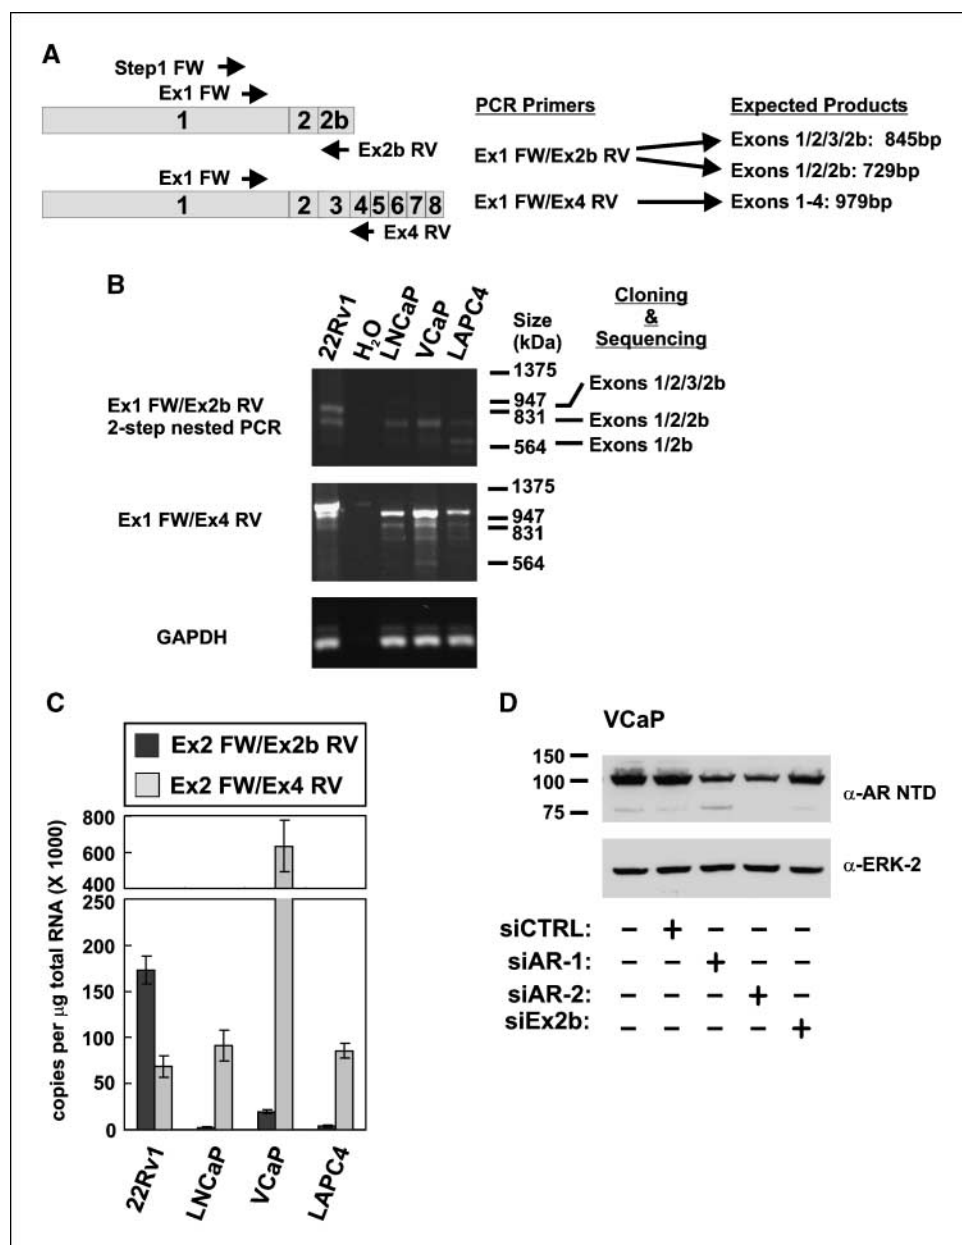 A
Step1 FW
Ex1 FW
1 2 2b
Ex2b RV
Ex1 FW
1 2 3 4 5 6 7 8
Ex4 RV
PCR Primers
Expected Products
Ex1 FW/Ex2b RV
Exons 1/2/3/2b: 845bp
Exons 1/2/2b: 729bp
Ex1 FW/Ex4 RV
Exons 1-4: 979bp
B
22Rv1
H2O
LNCaP
VCaP
LAPC4
Size
(kDa)
Cloning
&
Sequencing
Ex1 FW/Ex2b RV
2-step nested PCR
1375
947
831
564
Exons 1/2/3/2b
Exons 1/2/2b
Exons 1/2b
Ex1 FW/Ex4 RV
1375
947
831
564
GAPDH
C
Ex2 FW/Ex2b RV
Ex2 FW/Ex4 RV
copies per µg total RNA (X 1000)
800
600
400
250
200
150
100
50
0
22Rv1
LNCaP
VCaP
LAPC4
D
VCaP
150
100
75
α-AR NTD
α-ERK-2
siCTRL: – + – – –
siAR-1: – – + – –
siAR-2: – – – + –
siEx2b: – – – – +